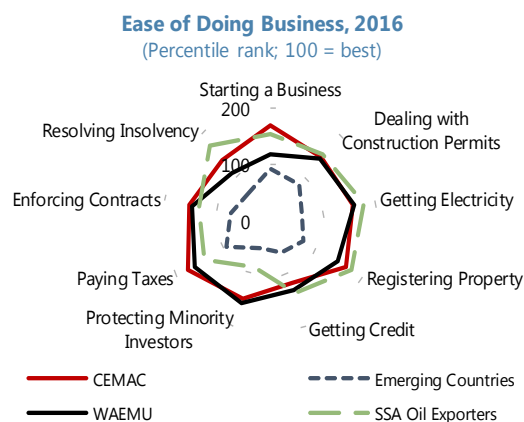 Ease of Doing Business, 2016
(Percentile rank; 100 = best)
Starting a Business
200
Resolving Insolvency
Dealing with
Construction Permits
100
Enforcing Contracts
Getting Electricity
0
Paying Taxes
Registering Property
Protecting Minority
Investors
Getting Credit
CEMAC
Emerging Countries
WAEMU
SSA Oil Exporters